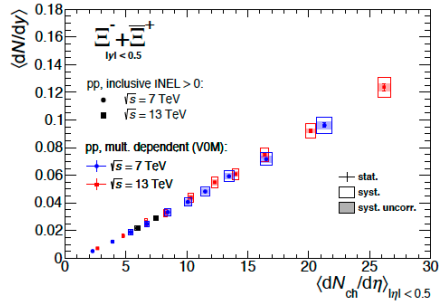 ⟨dN/dy⟩
0.18
0.16
0.14
0.12
0.1
0.08
0.06
0.04
0.02
0
Ξ⁻+Ξ̅⁺
|y| < 0.5
pp, inclusive INEL > 0:
√s = 7 TeV
√s = 13 TeV
pp, mult. dependent (V0M):
√s = 7 TeV
√s = 13 TeV
stat.
syst.
syst. uncorr.
0 5 10 15 20 25 30
⟨dN_ch/dη⟩_|η| < 0.5